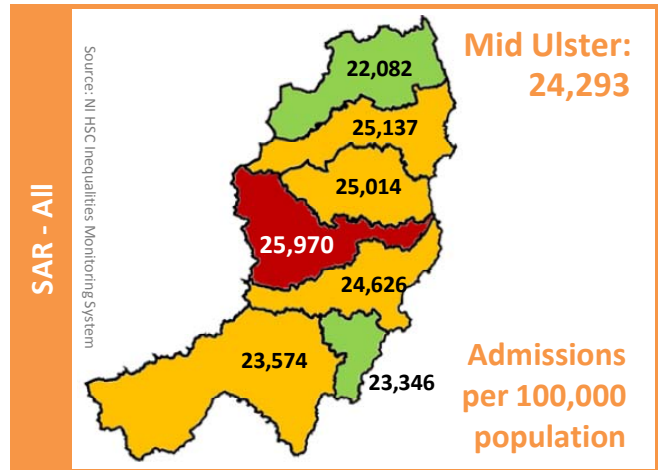 SAR - All
Source: NI HSC Inequalities Monitoring System
Mid Ulster:
24,293
22,082
25,137
25,014
25,970
24,626
23,574
23,346
Admissions
per 100,000
population